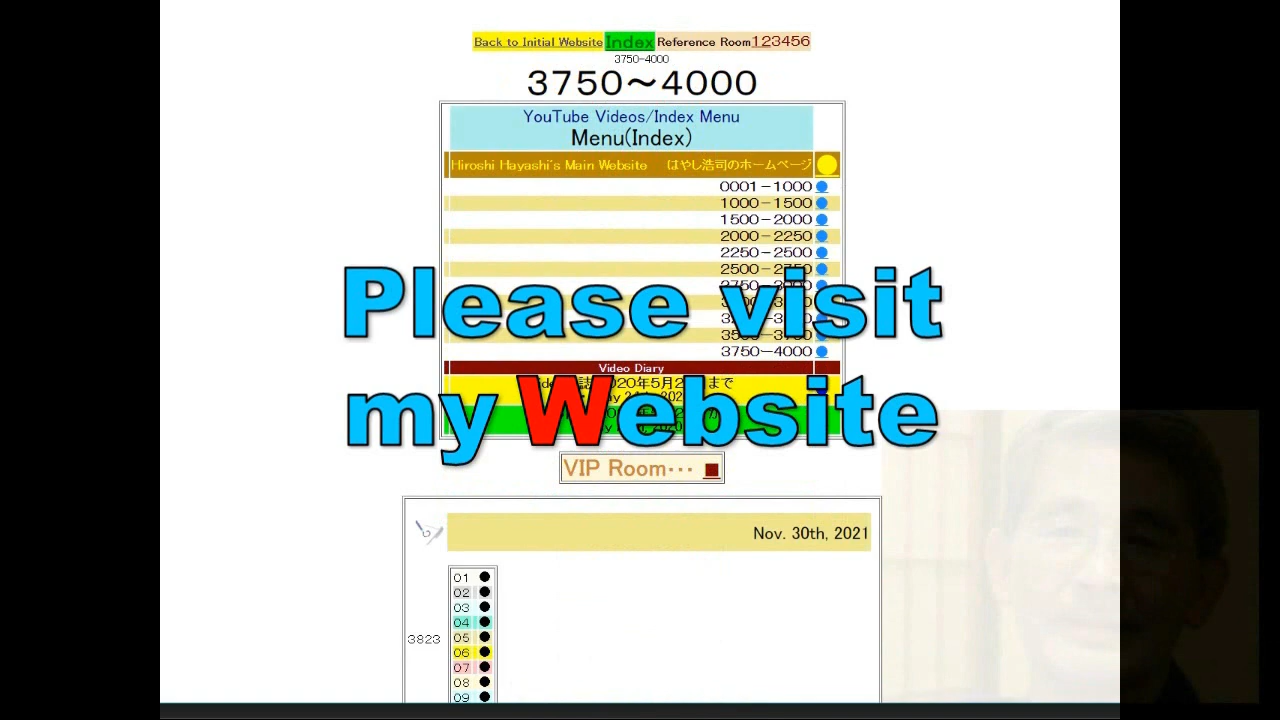 Back to Initial Website Index Reference Room123456
3750-4000
3750～4000
YouTube Videos/Index Menu
Menu(Index)
Hiroshi Hayashi's Main Website はやし浩司のホームページ
0001－1000
1000－1500
1500－2000
2000－2250
2250－2500
2500－2750
Please visit
3750－4000
Video Diary
my Website
VIP Room･･･
Nov. 30th, 2021
01
02
03
04
05
3823
06
07
08
09